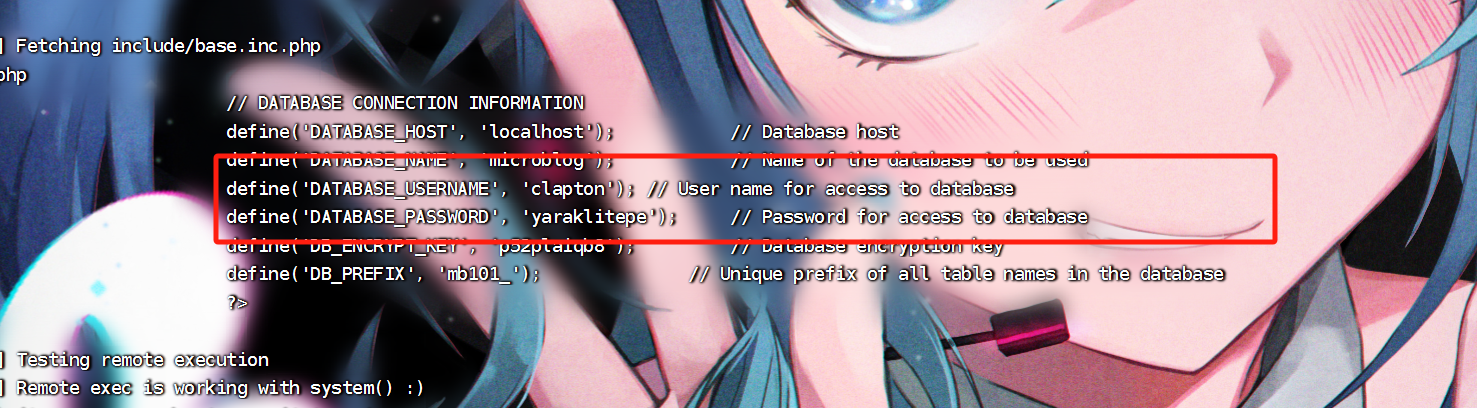 ] Fetching include/base.inc.php
php
// DATABASE CONNECTION INFORMATION
define('DATABASE_HOST', 'localhost'); // Database host
define('DATABASE_NAME', 'microblog'); // Name of the database to be used
define('DATABASE_USERNAME', 'clapton'); // User name for access to database
define('DATABASE_PASSWORD', 'yaraklitepe'); // Password for access to database
define('DB_ENCRYPT_KEY', 'p52plaiqb8'); // Database encryption key
define('DB_PREFIX', 'mb101_'); // Unique prefix of all table names in the database
?>
] Testing remote execution
] Remote exec is working with system() :)